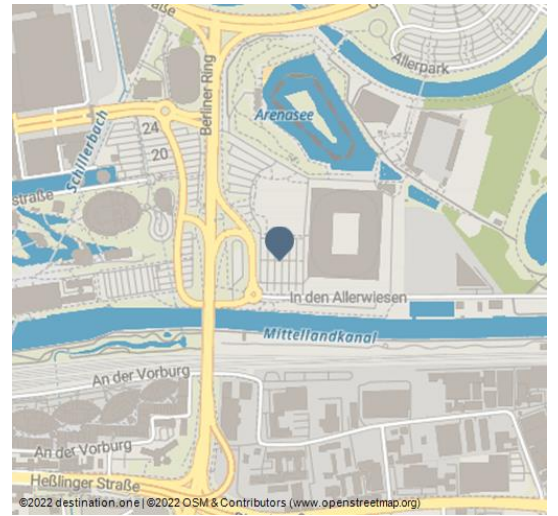 Allerpark
Berliner Ring
Arenasee
Schillerbach
24
20
straße
In den Allerwiesen
Mittellandkanal
An der Vorburg
An der Vorburg
Heßlinger Straße
©2022 destination.one | ©2022 OSM & Contributors (www.openstreetmap.org)